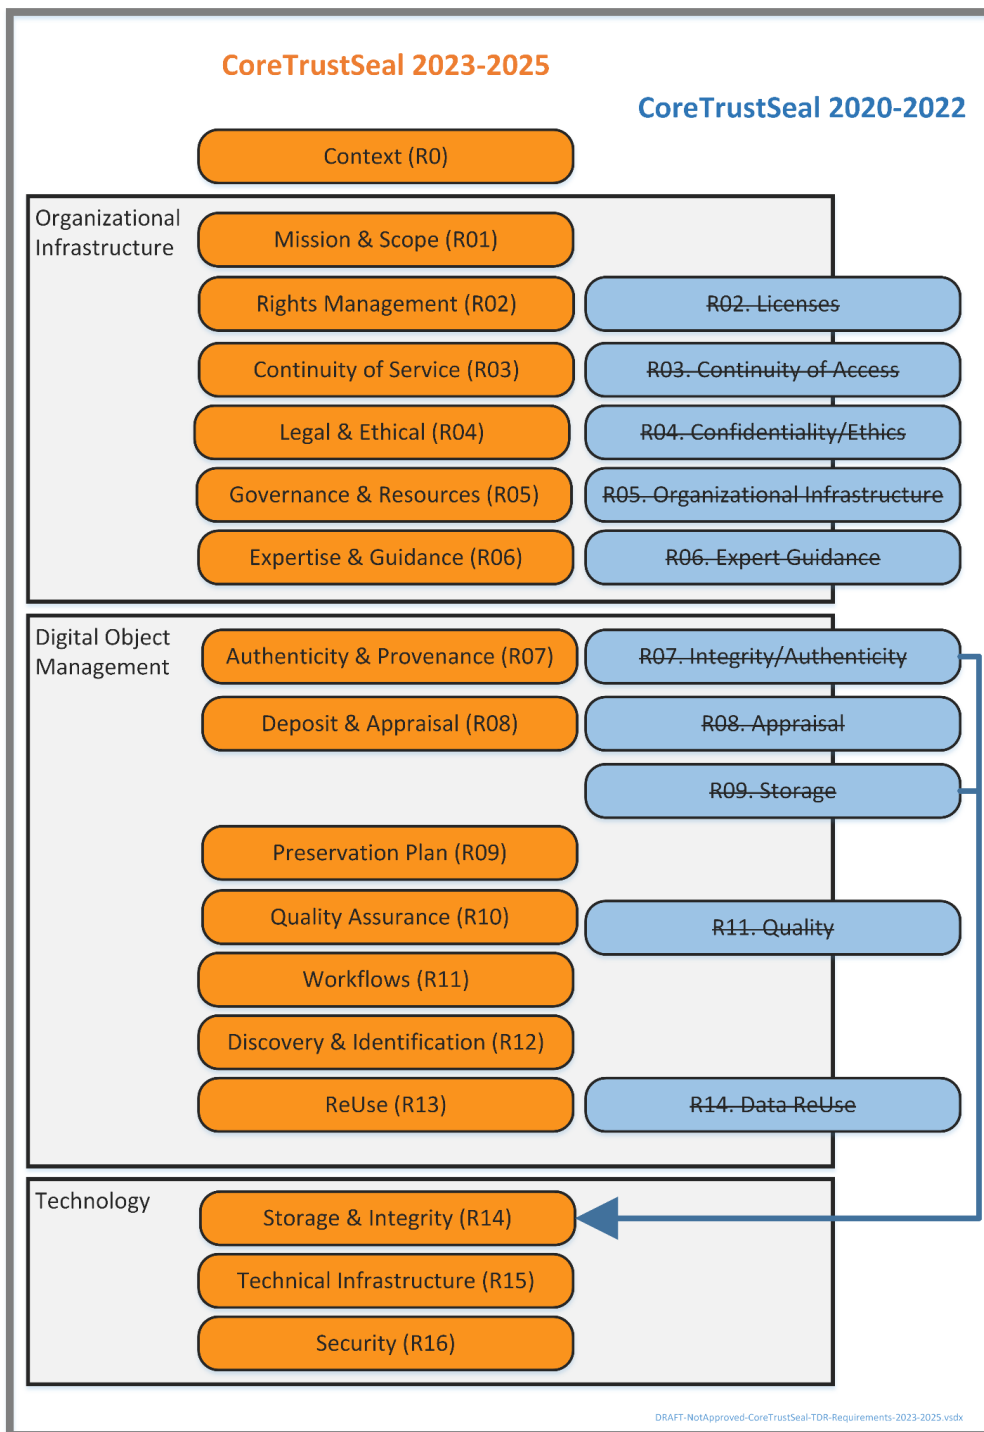 CoreTrustSeal 2023-2025
CoreTrustSeal 2020-2022
Context (R0)
Organizational
Infrastructure
Mission & Scope (R01)
Rights Management (R02)
R02. Licenses
Continuity of Service (R03)
R03. Continuity of Access
Legal & Ethical (R04)
R04. Confidentiality/Ethics
Governance & Resources (R05)
R05. Organizational Infrastructure
Expertise & Guidance (R06)
R06. Expert Guidance
Digital Object
Management
Authenticity & Provenance (R07)
R07. Integrity/Authenticity
Deposit & Appraisal (R08)
R08. Appraisal
R09. Storage
Preservation Plan (R09)
Quality Assurance (R10)
R11. Quality
Workflows (R11)
Discovery & Identification (R12)
ReUse (R13)
R14. Data ReUse
Technology
Storage & Integrity (R14)
Technical Infrastructure (R15)
Security (R16)
DRAFT-NotApproved-CoreTrustSeal-TDR-Requirements-2023-2025.vsdx